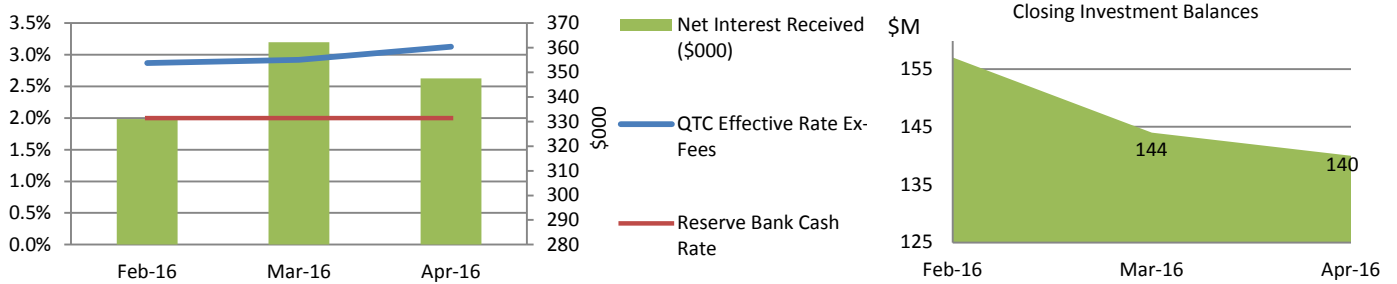 3.5%
3.0%
2.5%
2.0%
1.5%
1.0%
0.5%
0.0%
Feb-16 Mar-16 Apr-16
370
360
350
340
330
320
310
300
290
280
$000
Net Interest Received
($000)
QTC Effective Rate Ex-
Fees
Reserve Bank Cash
Rate
Closing Investment Balances
$M
155
145
135
125
144
140
Feb-16 Mar-16 Apr-16